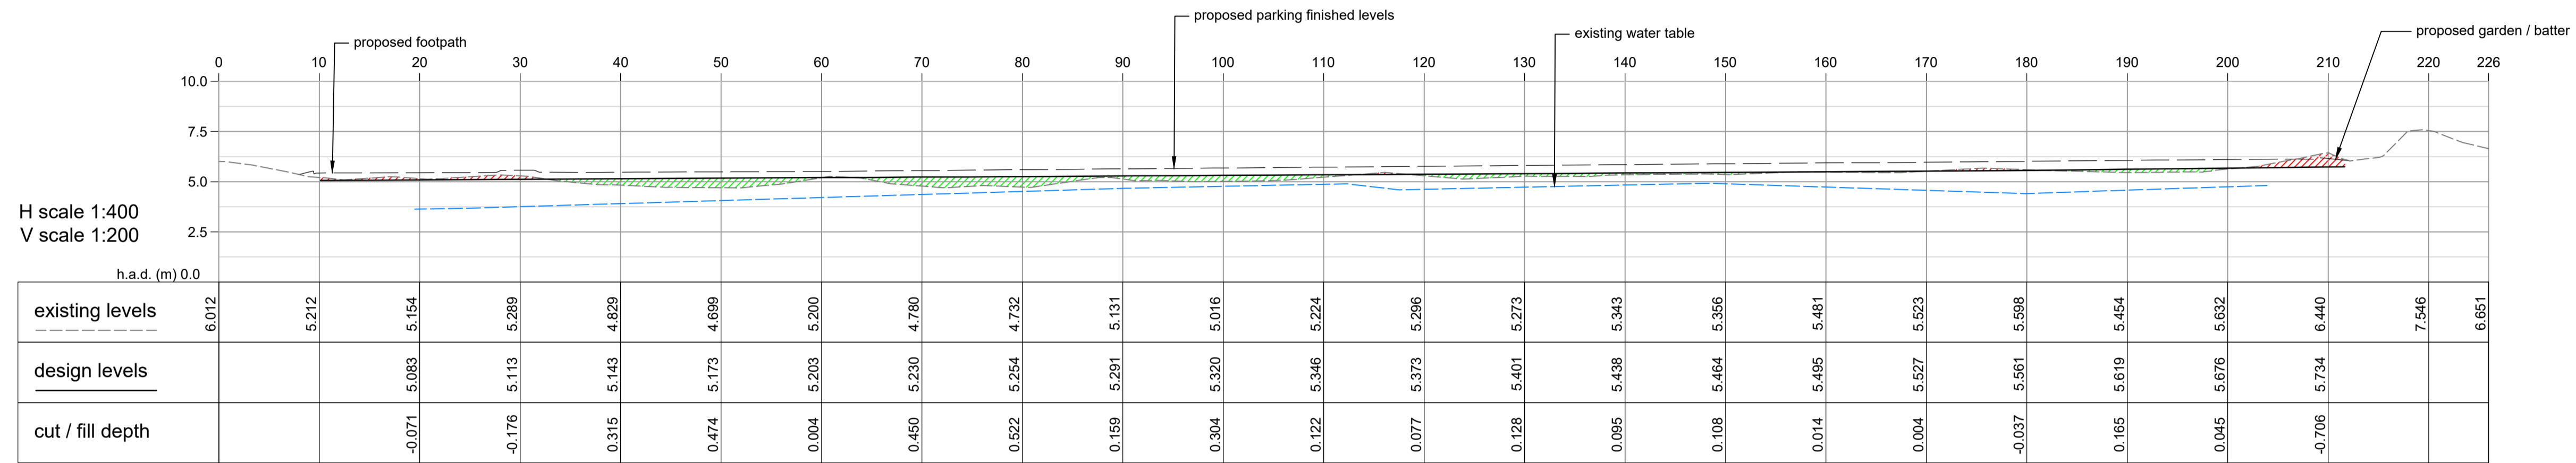 proposed parking finished levels
existing water table
proposed garden / batter
proposed footpath
0 10 20 30 40 50 60 70 80 90 100 110 120 130 140 150 160 170 180 190 200 210 220 226
10.0
7.5
5.0
H scale 1:400
V scale 1:200
2.5
h.a.d. (m) 0.0
existing levels 6.012 5.212 5.154 5.289 4.829 4.699 5.200 4.780 4.732 5.131 5.016 5.224 5.296 5.273 5.343 5.356 5.481 5.523 5.598 5.454 5.632 6.440 7.546 6.651
design levels 5.083 5.113 5.143 5.173 5.203 5.230 5.254 5.291 5.320 5.346 5.373 5.401 5.438 5.464 5.495 5.527 5.561 5.619 5.676 5.734
cut / fill depth -0.071 -0.176 0.315 0.474 0.004 0.450 0.522 0.159 0.304 0.122 0.077 0.128 0.095 0.108 0.014 0.004 -0.037 0.165 0.045 -0.706